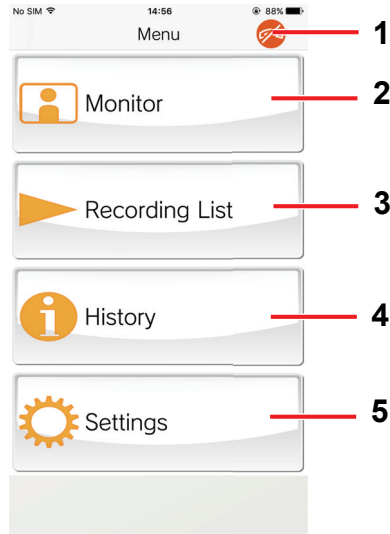 No SIM 14:56 88%
Menu 1
Monitor 2
Recording List 3
History 4
Settings 5